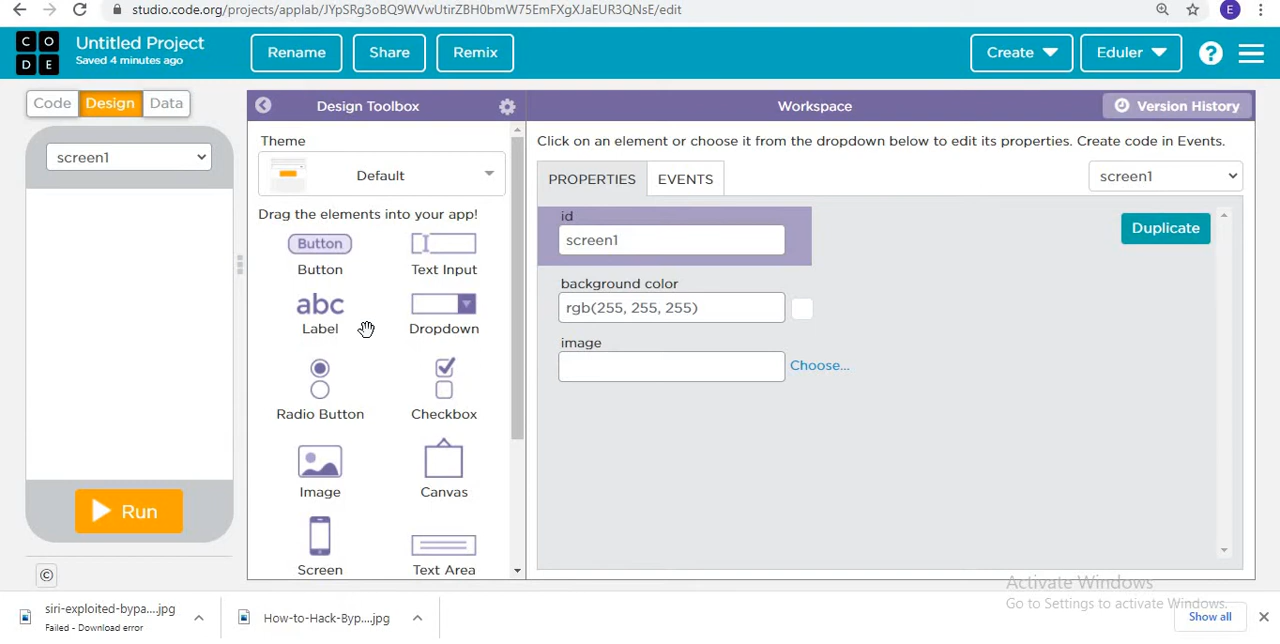 studio.code.org/projects/applab/JYpSRg3oBQ9WVwUtirZBH0bmW75EmFXgXJaEUR3QNsE/edit
E
C O
D E
Untitled Project
Saved 4 minutes ago
Rename
Share
Remix
Create
Eduler
?
Code
Design
Data
Design Toolbox
Workspace
Version History
screen1
Theme
Default
Drag the elements into your app!
Button
Button
Text Input
abc
Label
Dropdown
Radio Button
Checkbox
Image
Canvas
Screen
Text Area
Click on an element or choose it from the dropdown below to edit its properties. Create code in Events.
PROPERTIES
EVENTS
screen1
id
screen1
Duplicate
background color
rgb(255, 255, 255)
image
Choose...
Run
©
Activate Windows
Go to Settings to activate Windows.
siri-exploited-bypa....jpg
Failed - Download error
How-to-Hack-Byp....jpg
Show all